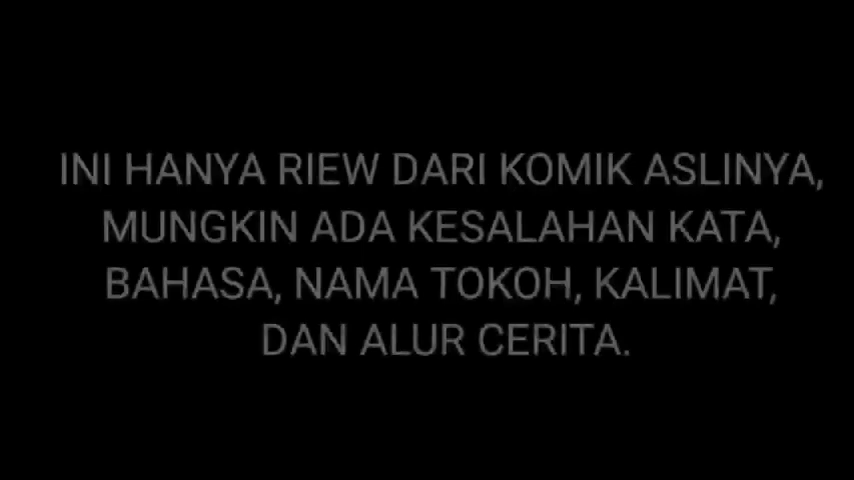 INI HANYA RIEW DARI KOMIK ASLINYA,
MUNGKIN ADA KESALAHAN KATA,
BAHASA, NAMA TOKOH, KALIMAT,
DAN ALUR CERITA.